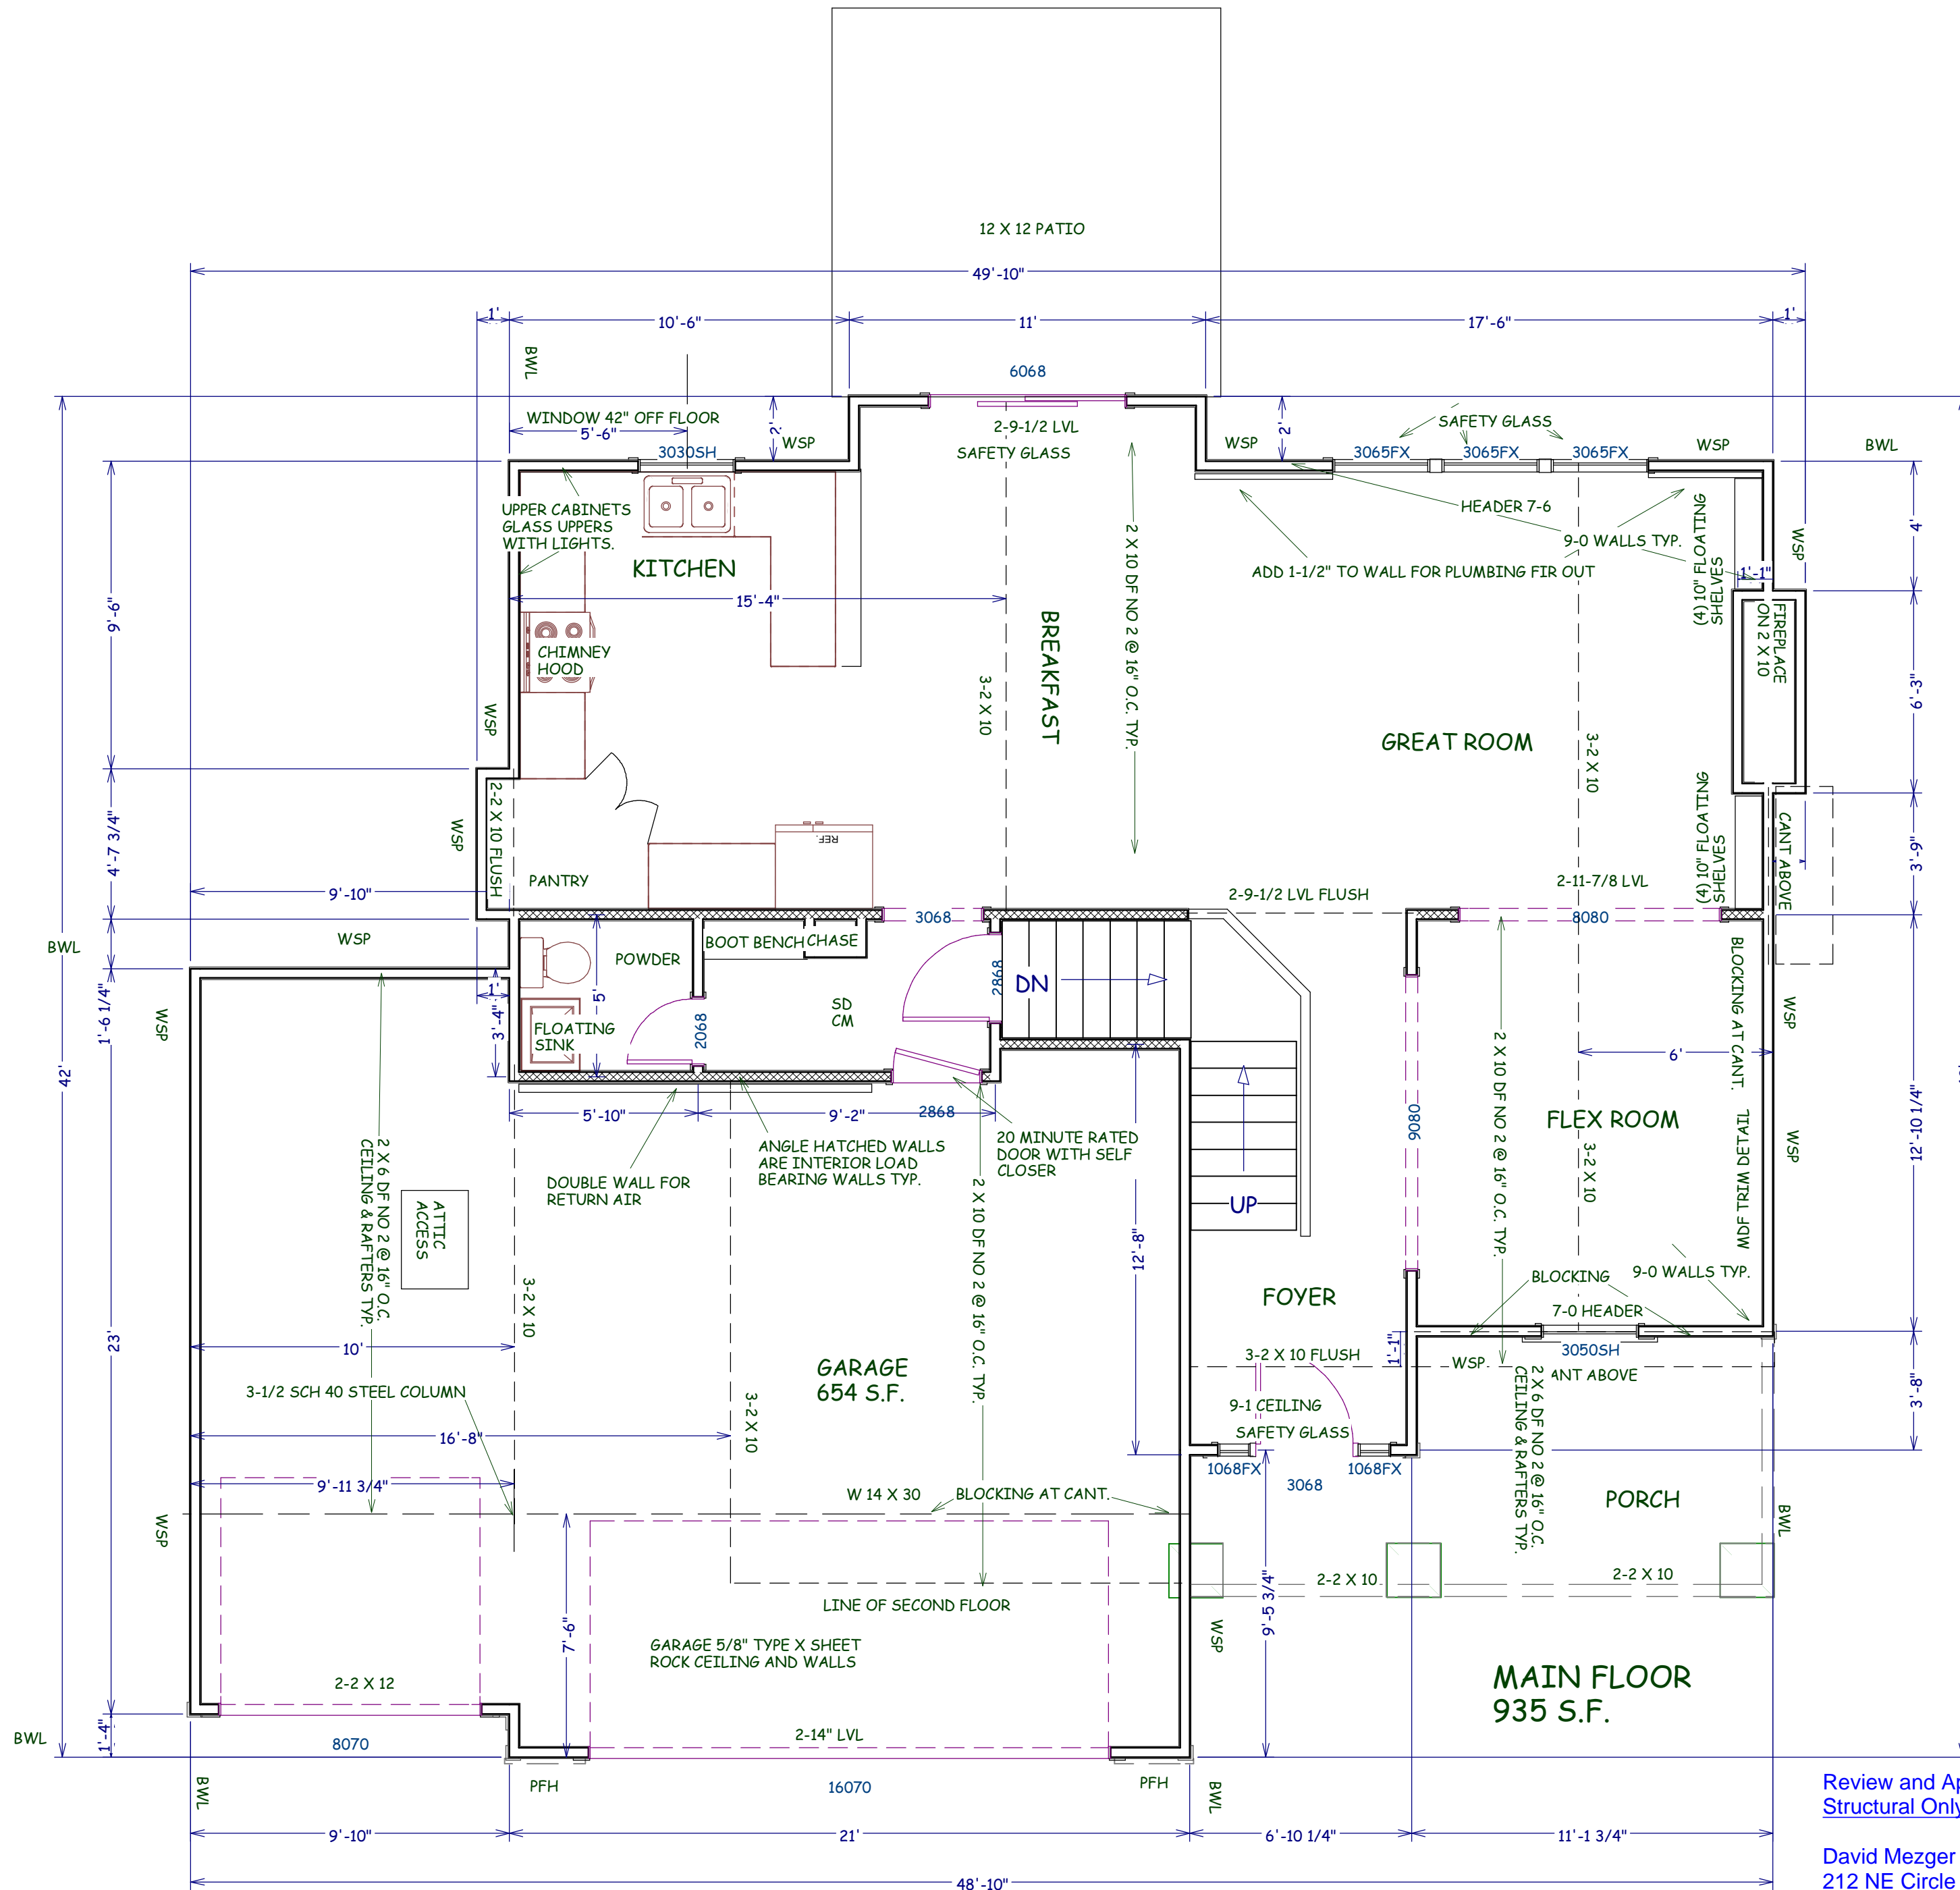 12 X 12 PATIO
49'-10"
1'
10'-6"
11'
17'-6"
1'
BWL
6068
WINDOW 42" OFF FLOOR
5'-6"
2'
WSP
3030SH
2-9-1/2 LVL
SAFETY GLASS
WSP
2'
SAFETY GLASS
3065FX
3065FX
3065FX
WSP
BWL
UPPER CABINETS
GLASS UPPERS
WITH LIGHTS.
KITCHEN
HEADER 7-6
9-0 WALLS TYP.
ADD 1-1/2" TO WALL FOR PLUMBING FIR OUT
(4) 10" FLOATING
SHELVES
WSP
4'
1'-1"
15'-4"
9'-6"
CHIMNEY
HOOD
BREAKFAST
2 X 10 DF NO 2 @ 16" O.C. TYP.
FIREPLACE
ON 2 X 10
6'-3"
WSP
3-2 X 10
GREAT ROOM
3-2 X 10
4'-7 3/4"
WSP
2-2 X 10 FLUSH
REF.
PANTRY
9'-10"
2-9-1/2 LVL FLUSH
2-11-7/8 LVL
(4) 10" FLOATING
SHELVES
CANT ABOVE
3'-9"
3068
8080
BWL
WSP
POWDER
BOOT BENCH
CHASE
2868
DN
BLOCKING AT CANT.
1'-6 1/4"
WSP
1'
3'-4"
5'
FLOATING
SINK
2068
SD
CM
WSP
42'
6'
5'-10"
9'-2"
2868
9080
2 X 10 DF NO 2 @ 16" O.C. TYP.
FLEX ROOM
MDF TRIM DETAIL
12'-10 1/4"
WSP
2 X 6 DF NO 2 @ 16" O.C.
CEILING & RAFTERS TYP.
DOUBLE WALL FOR
RETURN AIR
ANGLE HATCHED WALLS
ARE INTERIOR LOAD
BEARING WALLS TYP.
20 MINUTE RATED
DOOR WITH SELF
CLOSER
3-2 X 10
ATTIC
ACCESS
UP
12'-8"
2 X 10 DF NO 2 @ 16" O.C. TYP.
3-2 X 10
BLOCKING
9-0 WALLS TYP.
FOYER
7-0 HEADER
23'
10'
GARAGE
654 S.F.
1'-1"
3-2 X 10 FLUSH
3050SH
WSP
ANT ABOVE
3'-8"
3-1/2 SCH 40 STEEL COLUMN
3-2 X 10
9-1 CEILING
SAFETY GLASS
2 X 6 DF NO 2 @ 16" O.C.
CEILING & RAFTERS TYP.
16'-8"
1068FX
3068
1068FX
9'-11 3/4"
W 14 X 30
BLOCKING AT CANT.
PORCH
WSP
BWL
2-2 X 10
2-2 X 10
LINE OF SECOND FLOOR
7'-6"
WSP
9'-5 3/4"
GARAGE 5/8" TYPE X SHEET
ROCK CEILING AND WALLS
MAIN FLOOR
935 S.F.
2-2 X 12
2-14" LVL
BWL
1'-4"
8070
BWL
PFH
16070
PFH
BWL
9'-10"
21'
6'-10 1/4"
11'-1 3/4"
48'-10"
Review and
Structural Only
David Mezger
212 NE Circle